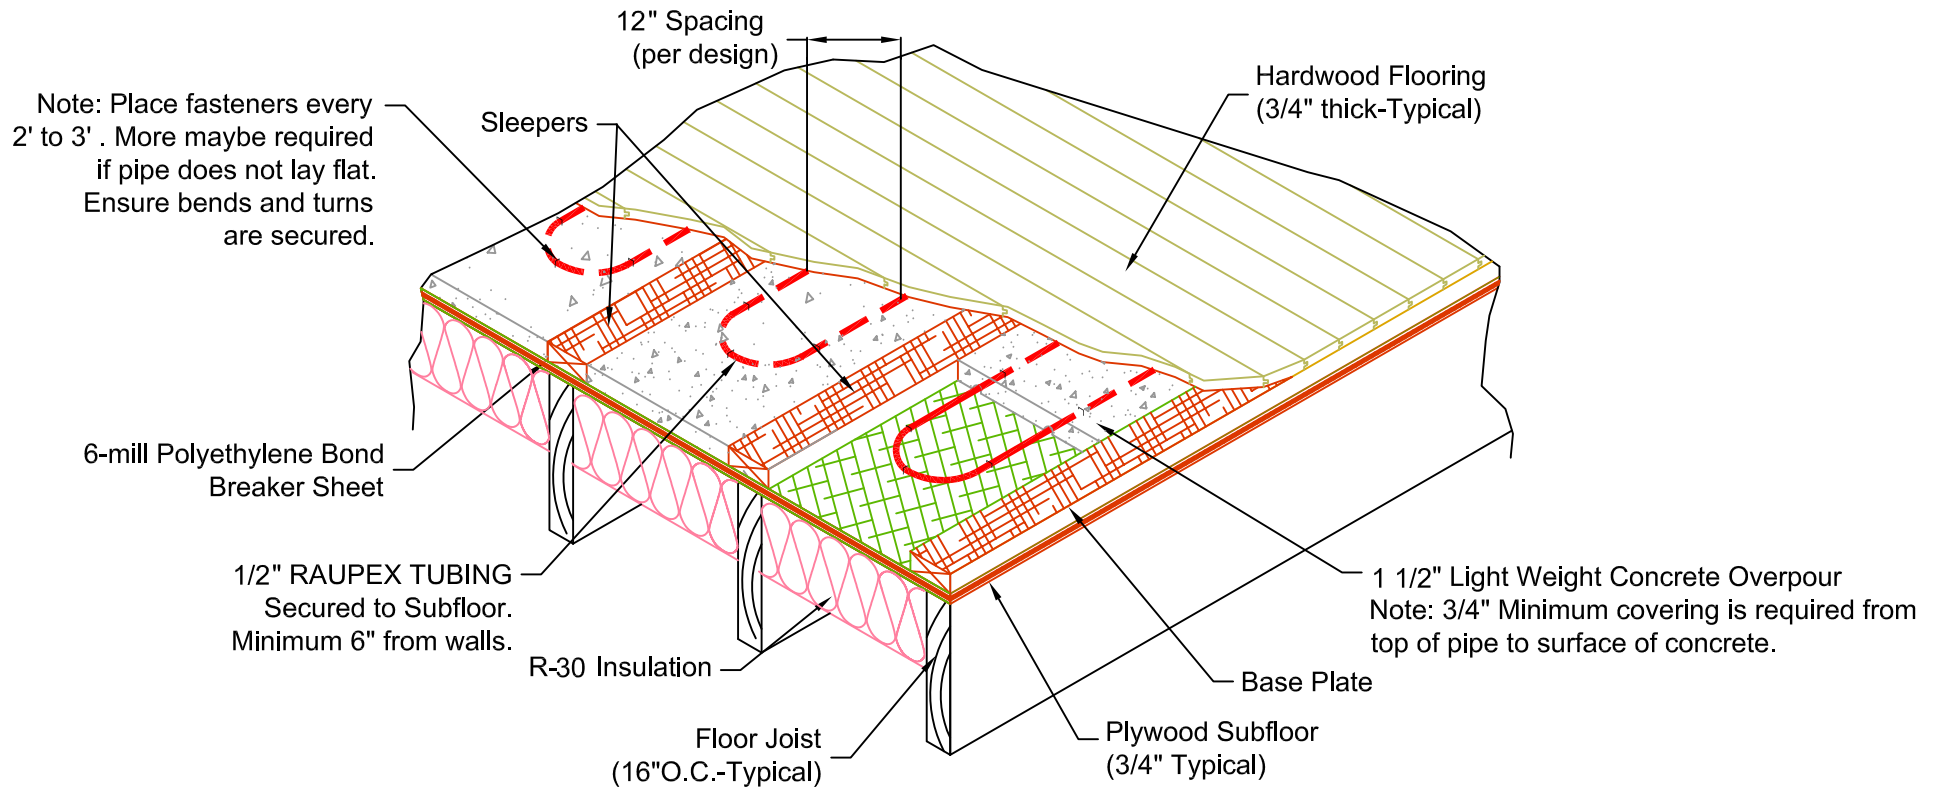 12" Spacing
(per design)
Hardwood Flooring
(3/4" thick-Typical)
Note: Place fasteners every
2' to 3' . More maybe required
if pipe does not lay flat.
Ensure bends and turns
are secured.
Sleepers
6-mill Polyethylene Bond
Breaker Sheet
1/2" RAUPEX TUBING
Secured to Subfloor.
Minimum 6" from walls.
R-30 Insulation
Floor Joist
(16"O.C.-Typical)
1 1/2" Light Weight Concrete Overpour
Note: 3/4" Minimum covering is required from
top of pipe to surface of concrete.
Base Plate
Plywood Subfloor
(3/4" Typical)